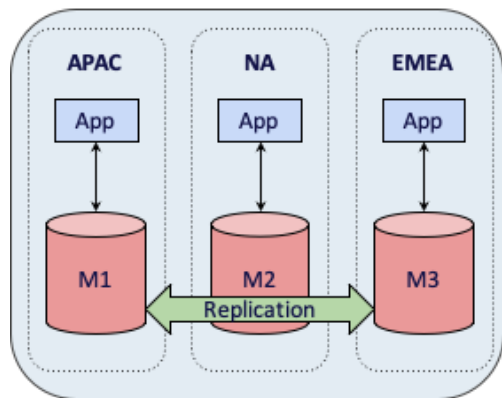 APAC
NA
EMEA
App
App
App
M1
M2
M3
Replication